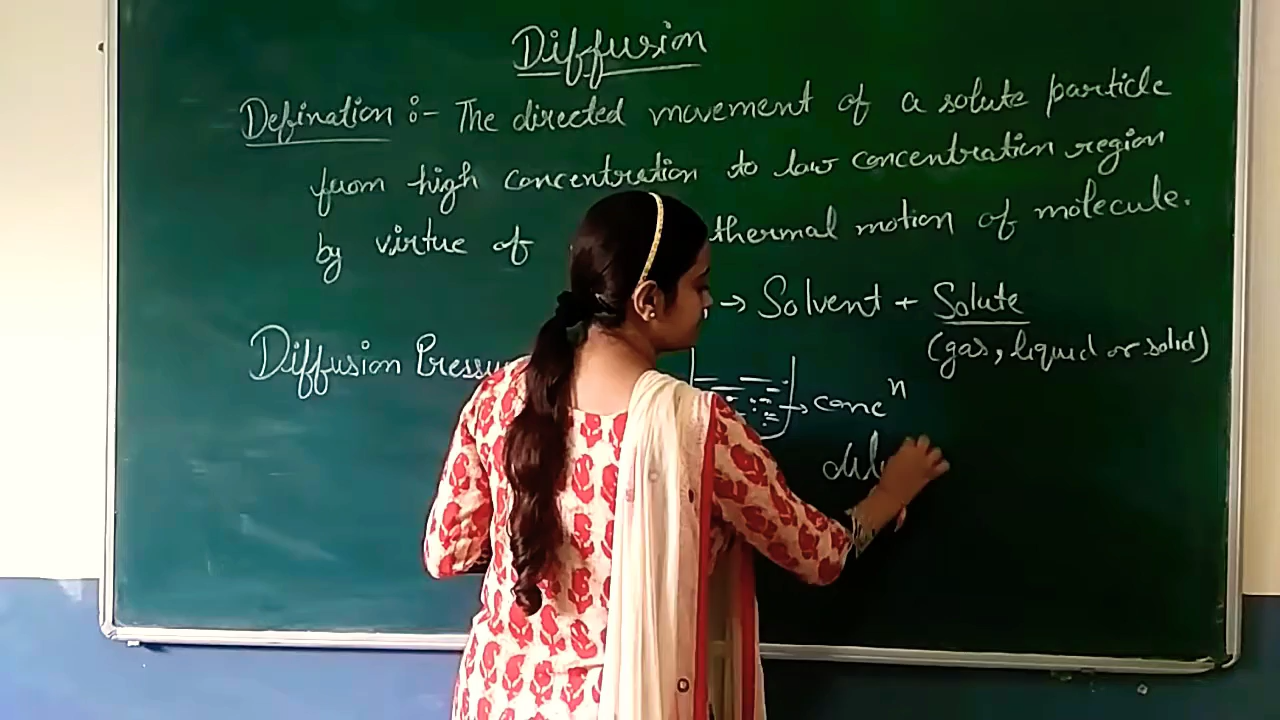 Diffusion
Defination :- The directed movement of a solute particle
from high concentration to low concentration region
by virtue of thermal motion of molecule.
→ Solvent + Solute
(gas, liquid or solid)
Diffusion
→ concⁿ